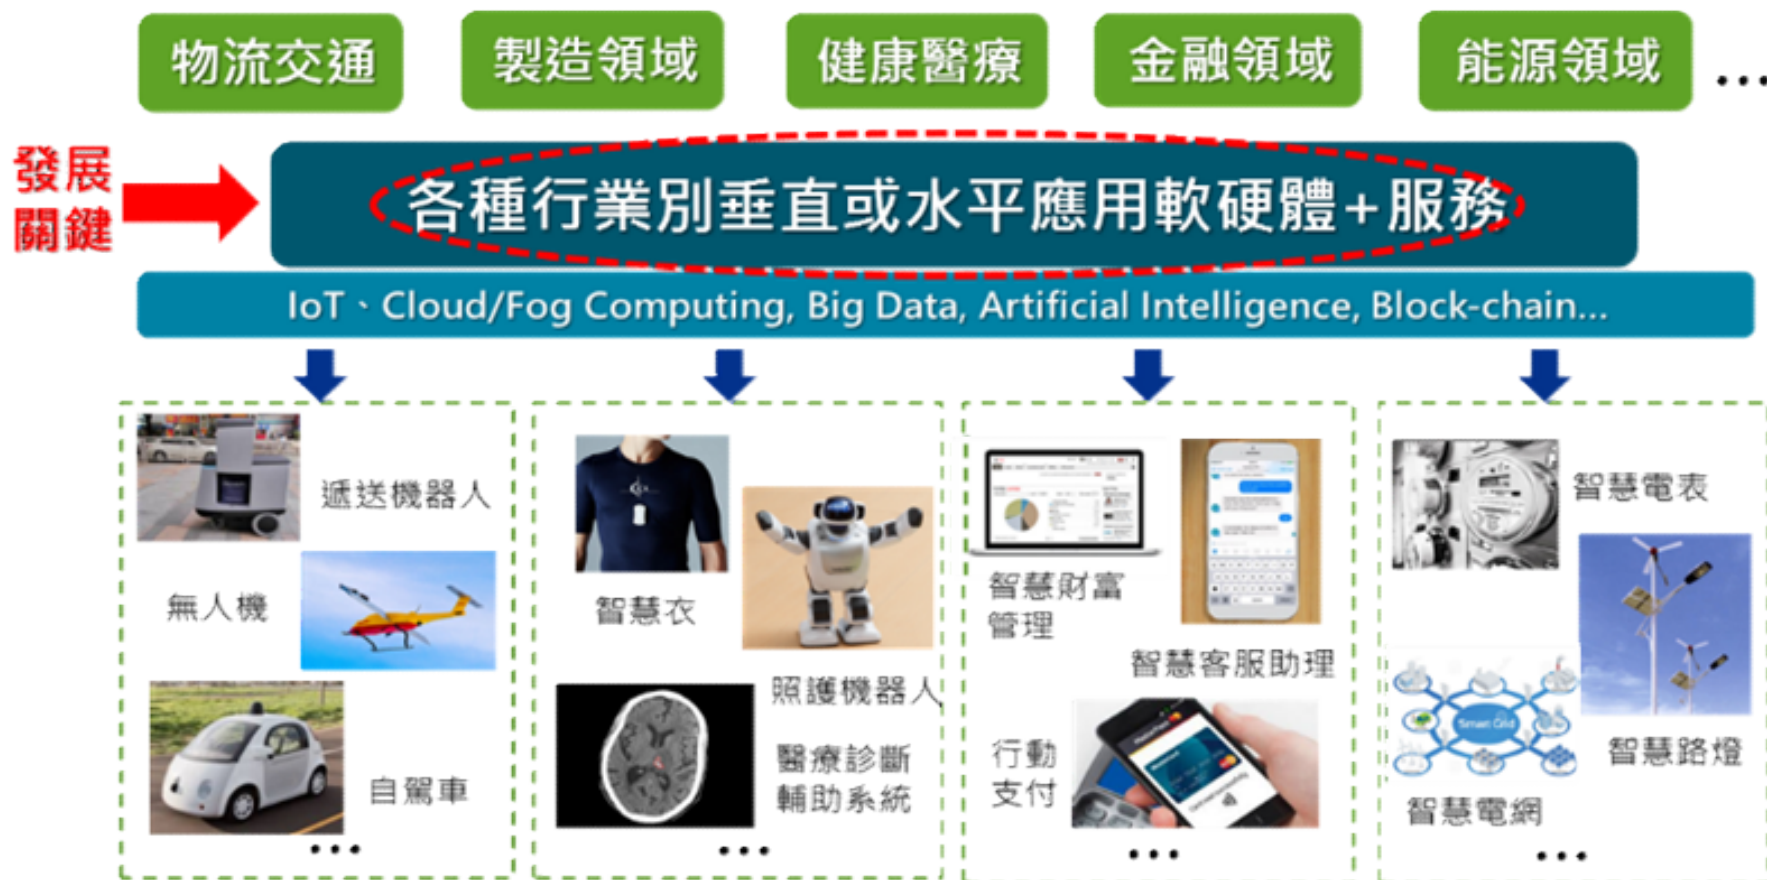 物流交通
製造領域
健康醫療
金融領域
能源領域
...
發展
關鍵
各種行業別垂直或水平應用軟硬體+服務
IoT、Cloud/Fog Computing, Big Data, Artificial Intelligence, Block-chain...
遞送機器人
無人機
自駕車
...
智慧衣
照護機器人
醫療診斷
輔助系統
...
智慧財富
管理
智慧客服助理
行動
支付
...
智慧電表
智慧路燈
Smart Grid
智慧電網
...